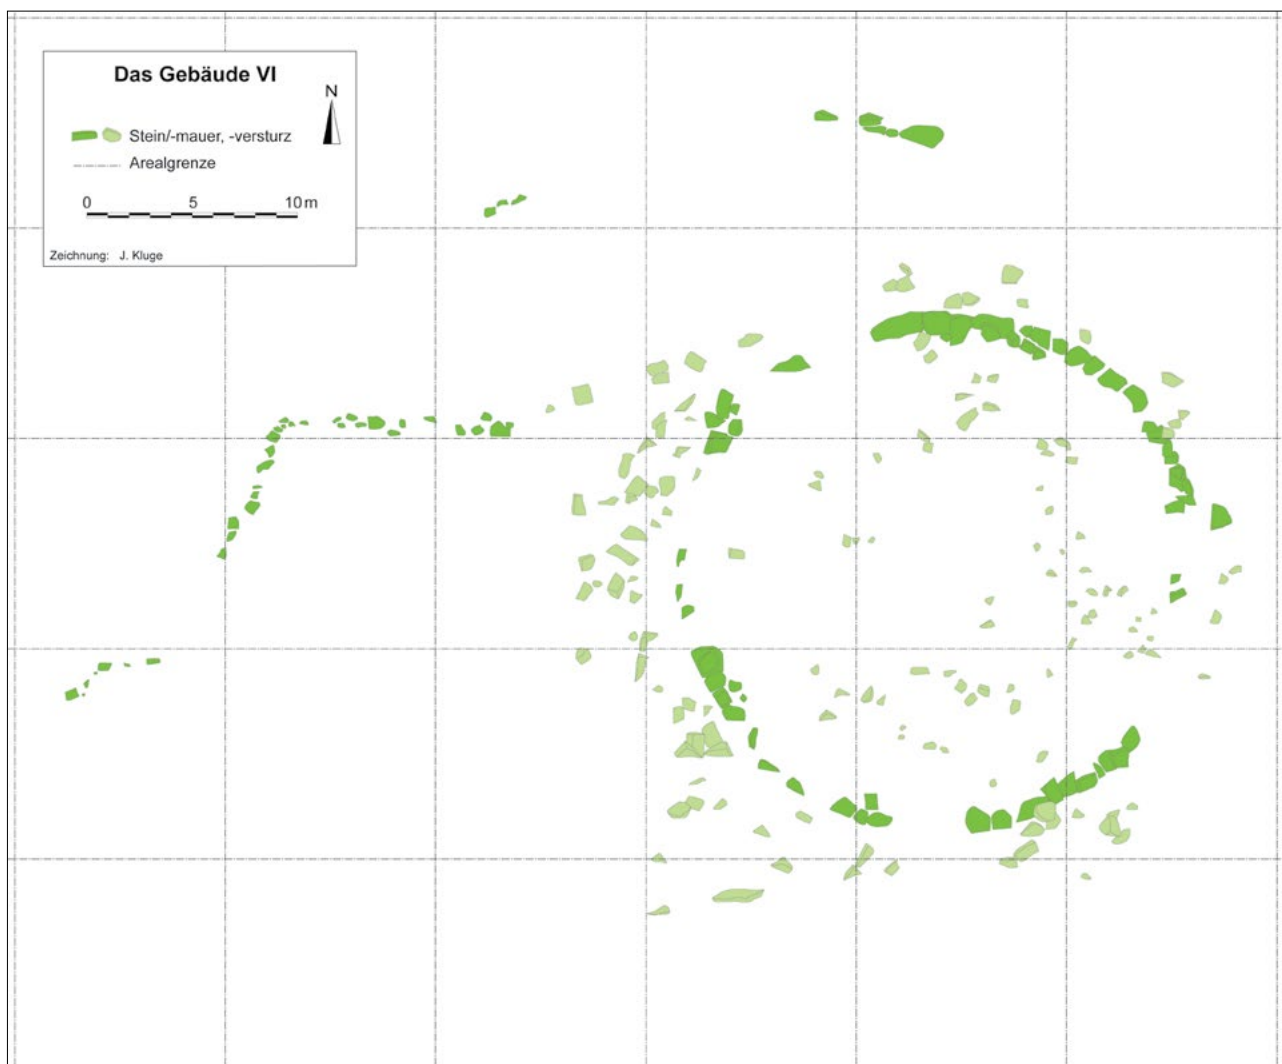 Das Gebäude VI
N
Stein/-mauer, -versturz
Arealgrenze
0 5 10 m
Zeichnung: J. Kluge